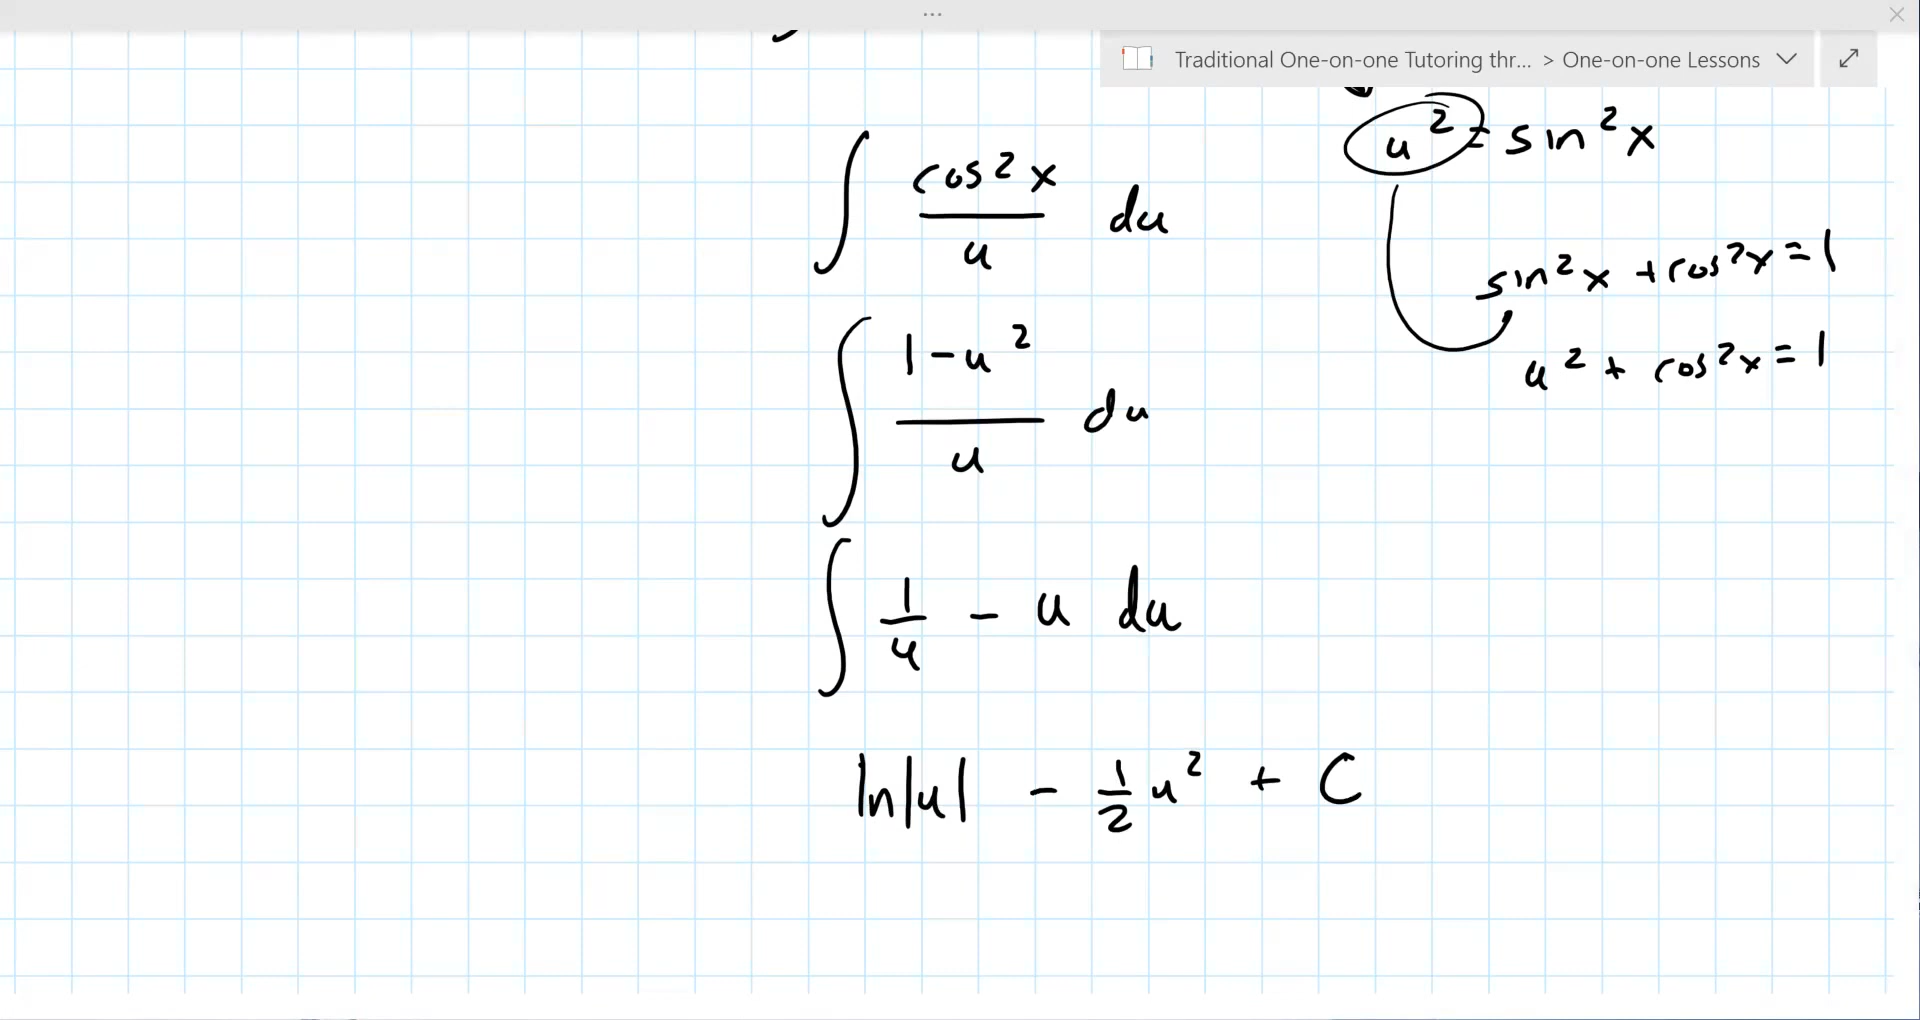 Traditional One-on-one Tutoring thr... > One-on-one Lessons
u² = sin²x
∫ cos²x / u du
sin²x + cos²x = 1
∫ 1-u² / u du
u² + cos²x = 1
∫ 1/u - u du
ln|u| - 1/2 u² + C